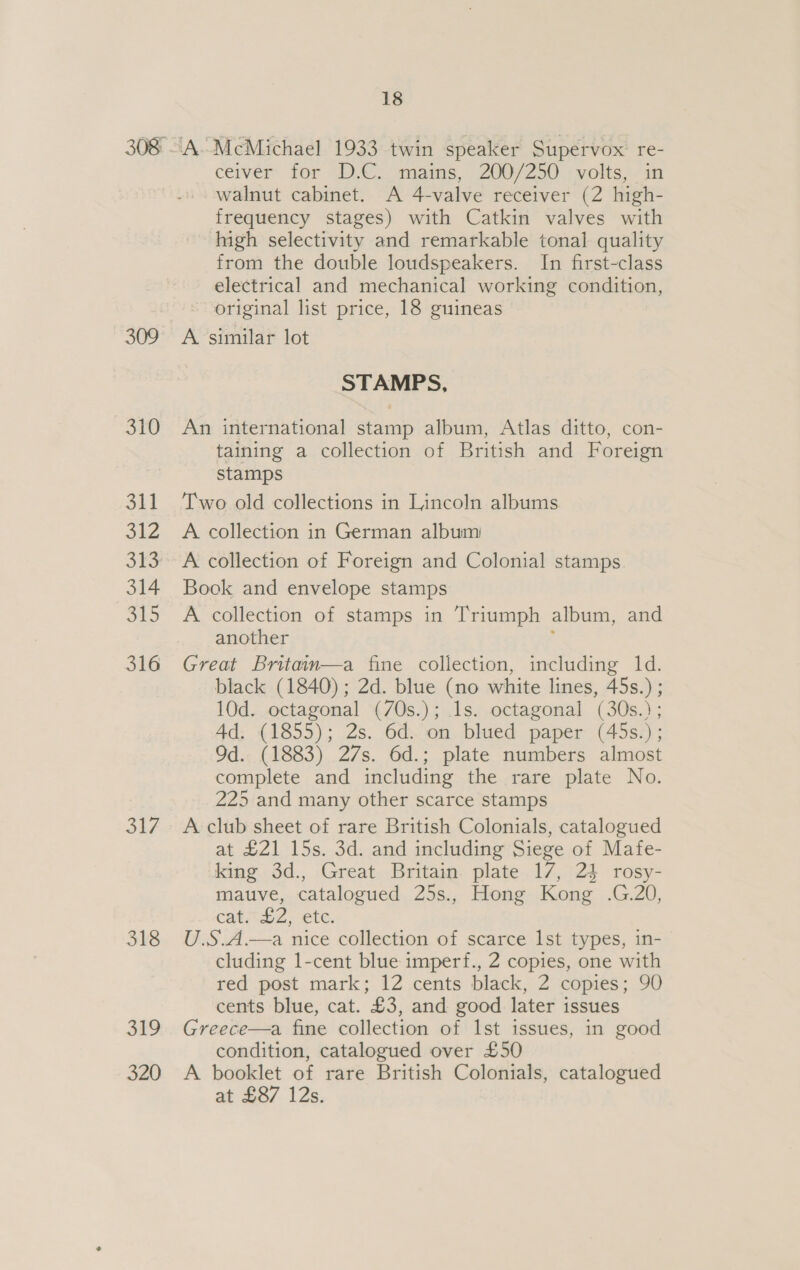 18
308 A McMichael 1933 twin speaker Supervox re-
ceiver for D.C. mains, 200/250 volts, in
walnut cabinet. A 4-valve receiver (2 high-
frequency stages) with Catkin valves with
high selectivity and remarkable tonal quality
from the double loudspeakers. In first-class
electrical and mechanical working condition,
original list price, 18 guineas
309 A similar lot
STAMPS.
310 An international stamp album, Atlas ditto, con-
taining a collection of British and Foreign
stamps
311 Two old collections in Lincoln albums
312 A collection in German album
313 A collection of Foreign and Colonial stamps
314 Book and envelope stamps
315 A collection of stamps in Triumph album, and
another
316 Great Britain—a fine collection, including 1d.
black (1840); 2d. blue (no white lines, 45s.);
10d. octagonal (70s.); 1s. octagonal (30s.);
4d. (1855); 2s. 6d. on blued paper (45s.);
9d. (1883) 27s. 6d.; plate numbers almost
complete and including the rare plate No.
225 and many other scarce stamps
317 A club sheet of rare British Colonials, catalogued
at £21 15s. 3d. and including Siege of Mafe-
king 3d., Great Britain plate 17, 2½ rosy-
mauve, catalogued 25s., Hong Kong .G.20,
cat. £2, etc.
318 U.S.A.—a nice collection of scarce 1st types, in-
cluding 1-cent blue imperf., 2 copies, one with
red post mark; 12 cents black, 2 copies; 90
cents blue, cat. £3, and good later issues
319 Greece—a fine collection of 1st issues, in good
condition, catalogued over £50
320 A booklet of rare British Colonials, catalogued
at £87 12s.